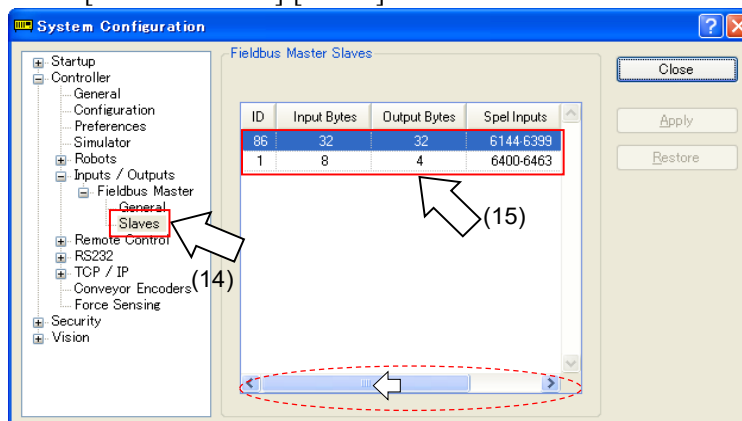 System Configuration
Startup
Controller
General
Configuration
Preferences
Simulator
Robots
Inputs / Outputs
Fieldbus Master
General
Slaves
Remote Control
RS232
TCP / IP
Conveyor Encoders
Force Sensing
Security
Vision
(14)
Fieldbus Master Slaves
ID Input Bytes Output Bytes Spel Inputs
86 32 32 6144-6399
1 8 4 6400-6463
(15)
Close
Apply
Restore